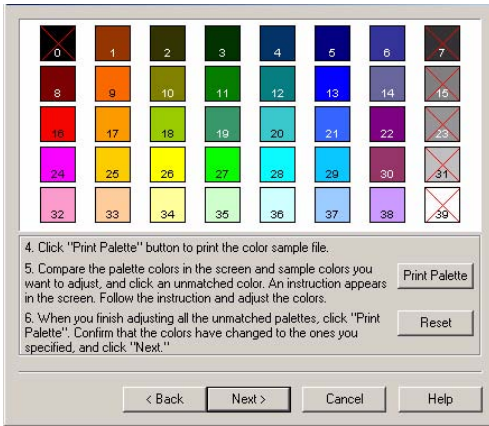 0 1 2 3 4 5 6 7
8 9 10 11 12 13 14 15
16 17 18 19 20 21 22 23
24 25 26 27 28 29 30 31
32 33 34 35 36 37 38 39
4. Click "Print Palette" button to print the color sample file.
5. Compare the palette colors in the screen and sample colors you
want to adjust, and click an unmatched color. An instruction appears
in the screen. Follow the instruction and adjust the colors.
Print Palette
6. When you finish adjusting all the unmatched palettes, click "Print
Palette". Confirm that the colors have changed to the ones you
specified, and click "Next."
Reset
< Back Next > Cancel Help